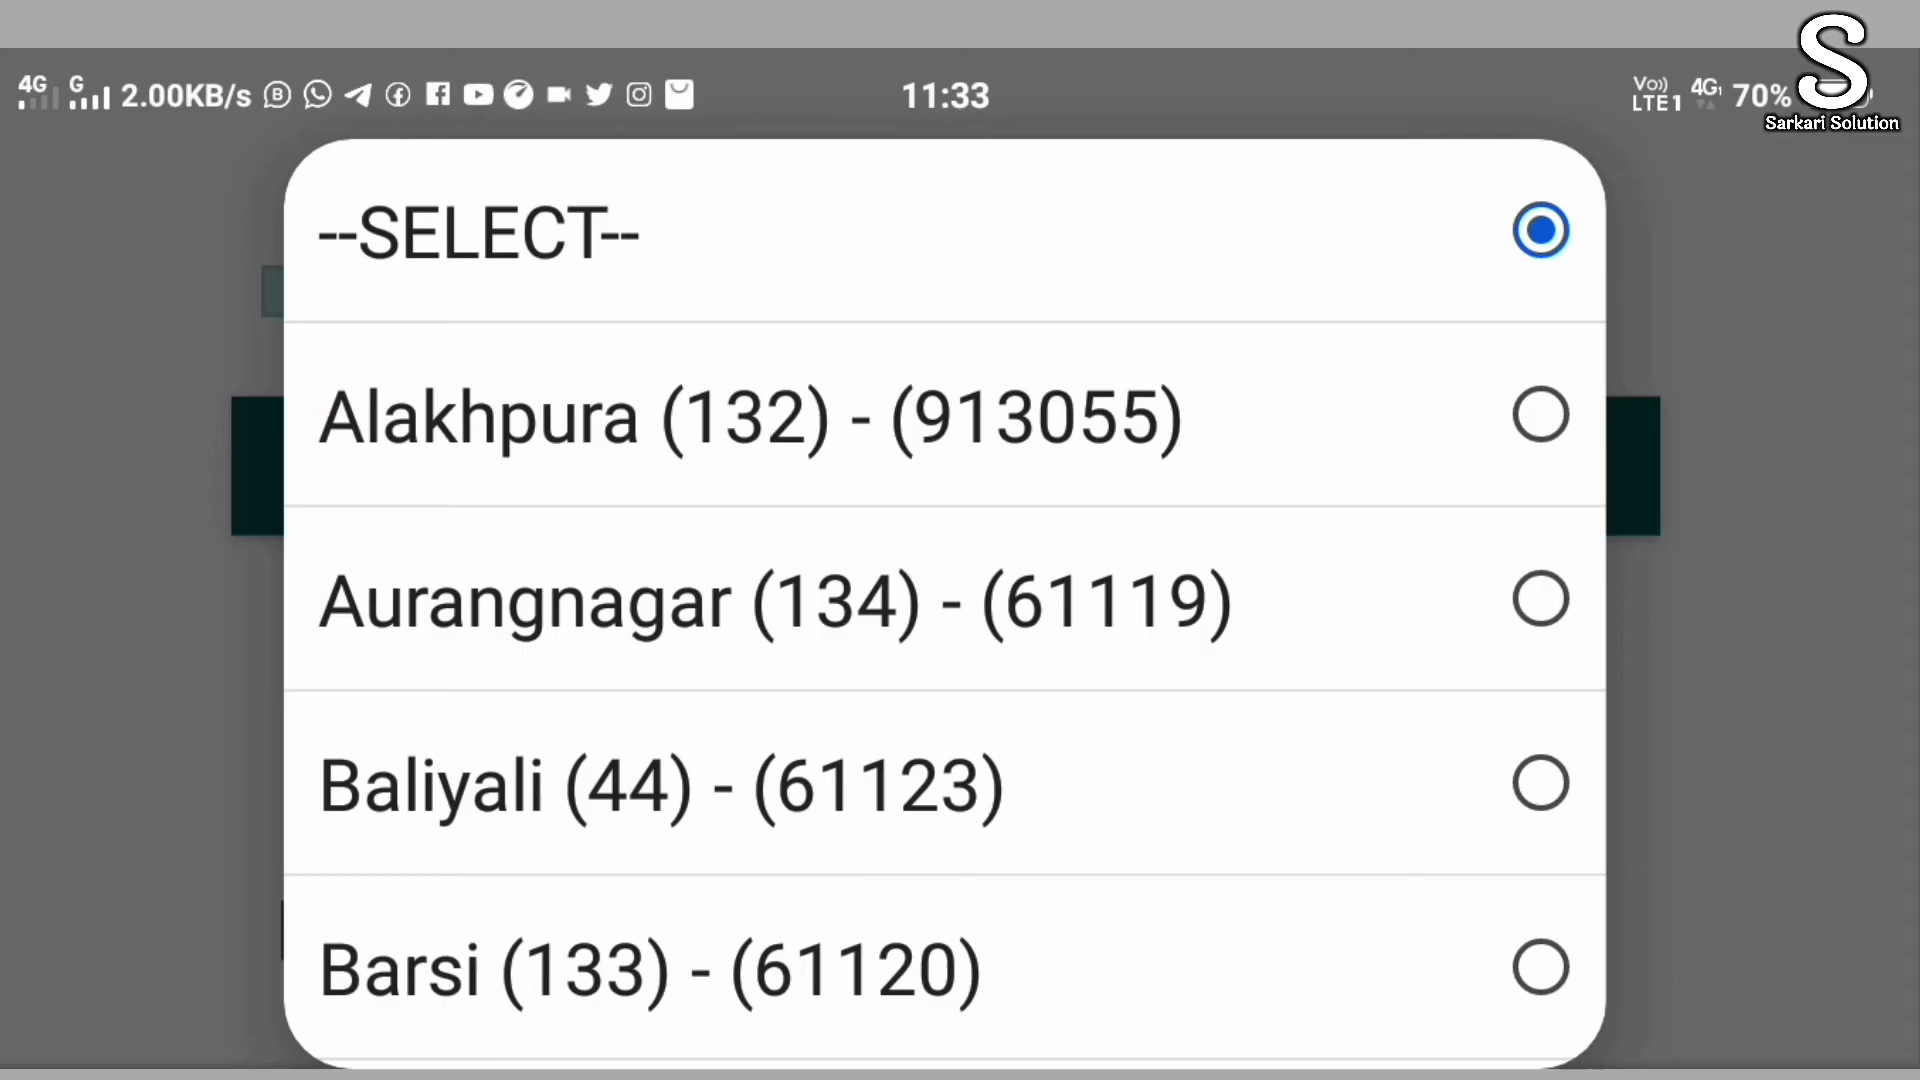 4G G 2.00KB/s 11:33 Vo)) LTE1 4G 70%
S
Sarkari Solution
--SELECT--
Alakhpura (132) - (913055)
Aurangnagar (134) - (61119)
Baliyali (44) - (61123)
Barsi (133) - (61120)